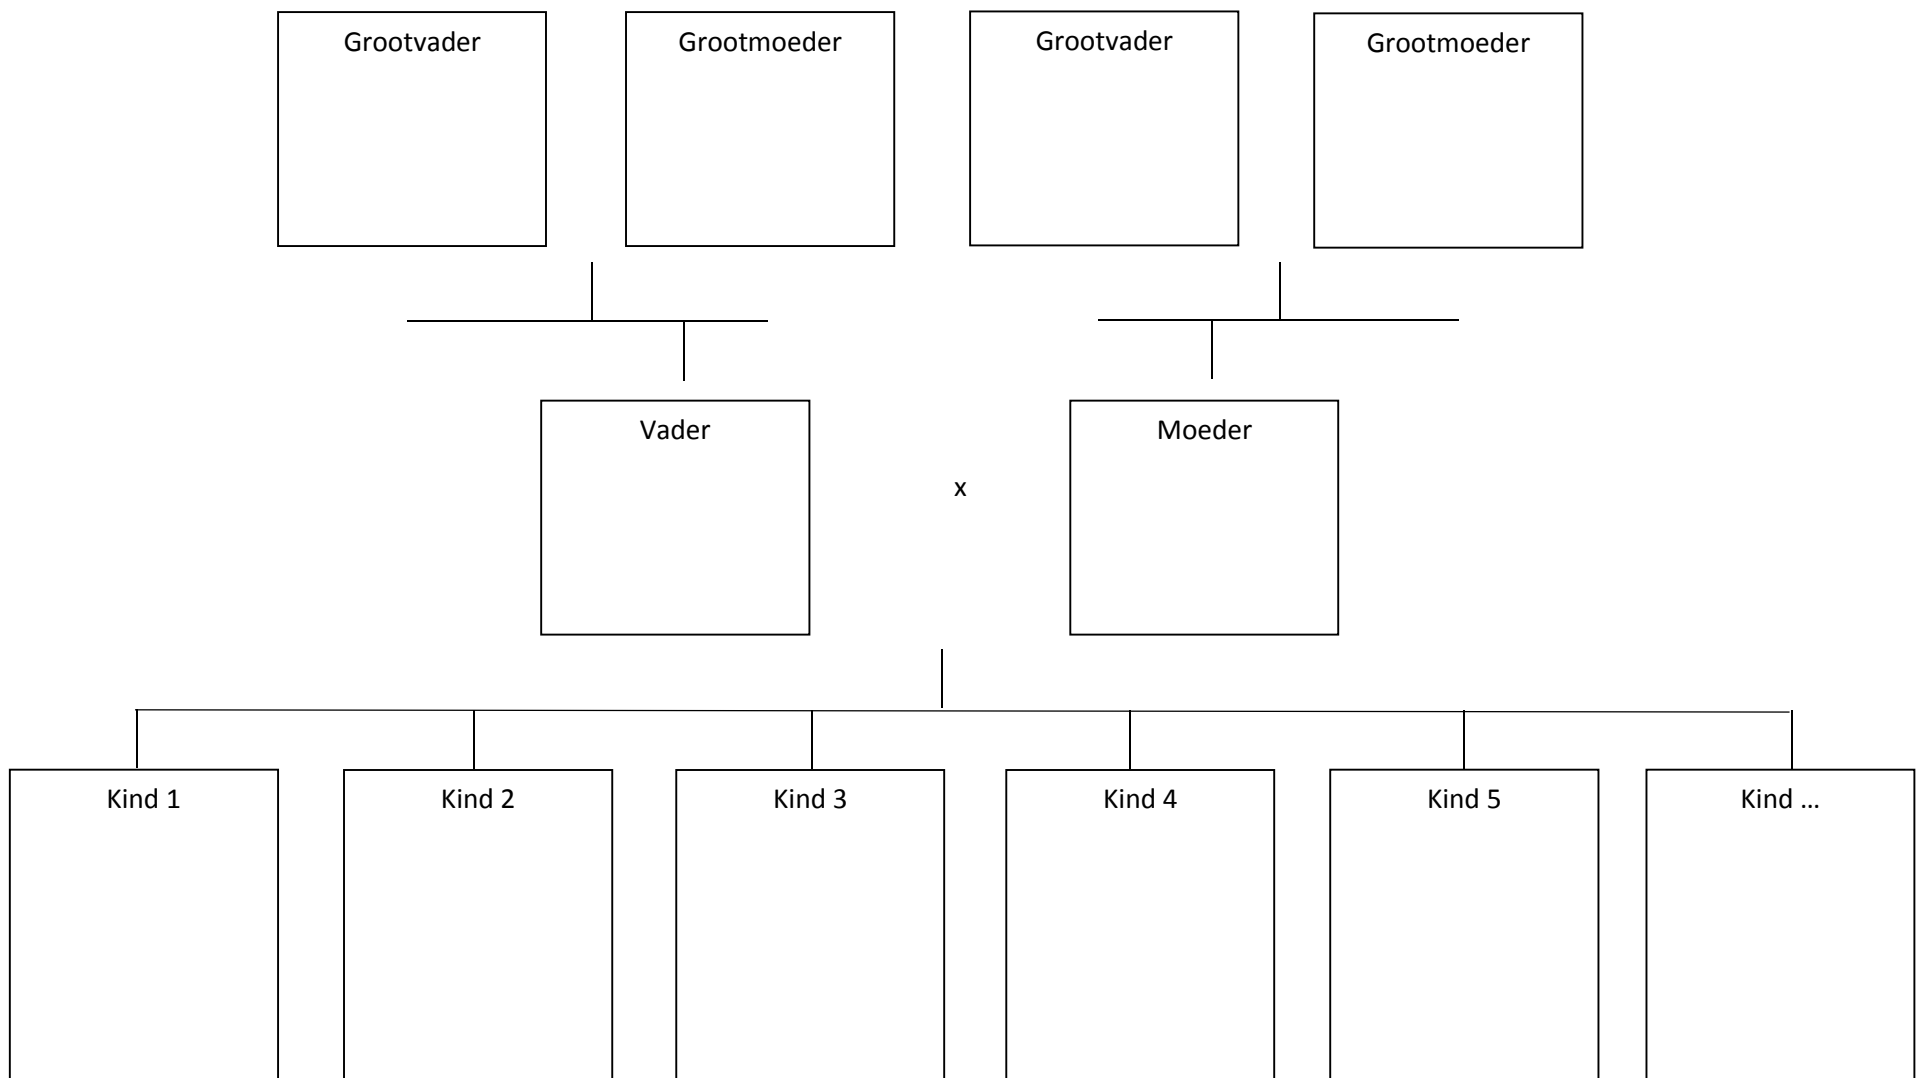 Grootvader
Grootmoeder
Grootvader
Grootmoeder
Vader
x
Moeder
Kind 1
Kind 2
Kind 3
Kind 4
Kind 5
Kind ...